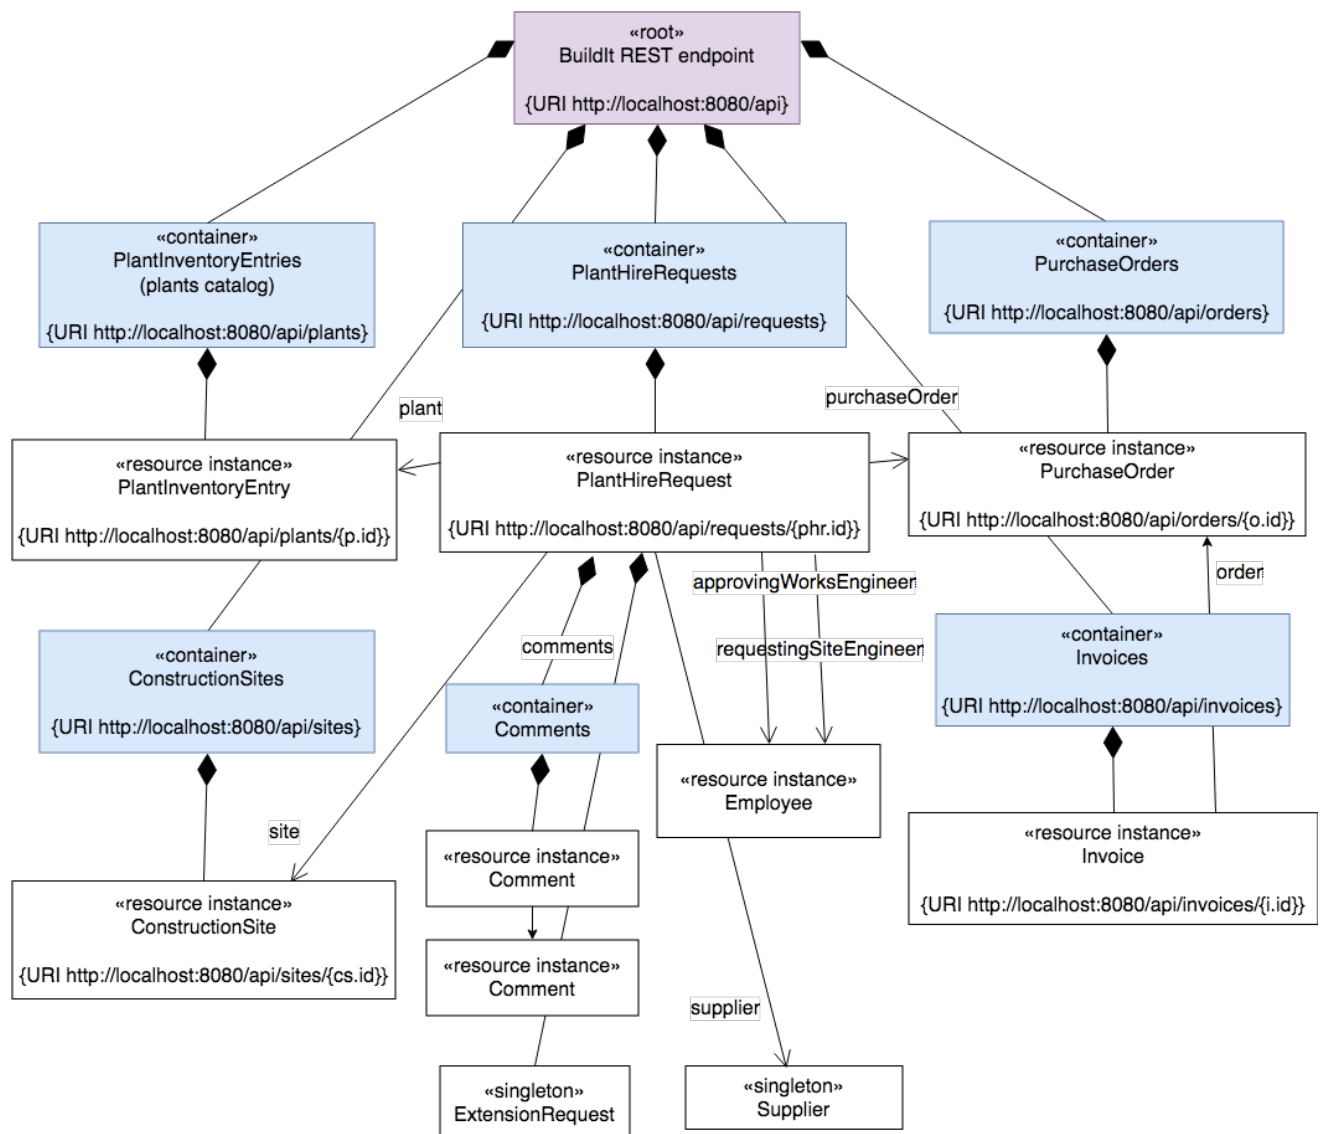 «root»
BuildIt REST endpoint
{URI http://localhost:8080/api}
«container»
PlantInventoryEntries
(plants catalog)
{URI http://localhost:8080/api/plants}
«container»
PlantHireRequests
{URI http://localhost:8080/api/requests}
«container»
PurchaseOrders
{URI http://localhost:8080/api/orders}
plant
purchaseOrder
«resource instance»
PlantInventoryEntry
{URI http://localhost:8080/api/plants/{p.id}}
«resource instance»
PlantHireRequest
{URI http://localhost:8080/api/requests/{phr.id}}
«resource instance»
PurchaseOrder
{URI http://localhost:8080/api/orders/{o.id}}
approvingWorksEngineer
order
comments
requestingSiteEngineer
«container»
ConstructionSites
{URI http://localhost:8080/api/sites}
«container»
Comments
«container»
Invoices
{URI http://localhost:8080/api/invoices}
«resource instance»
Employee
site
«resource instance»
Comment
«resource instance»
Invoice
{URI http://localhost:8080/api/invoices/{i.id}}
«resource instance»
ConstructionSite
{URI http://localhost:8080/api/sites/{cs.id}}
«resource instance»
Comment
supplier
«singleton»
ExtensionRequest
«singleton»
Supplier